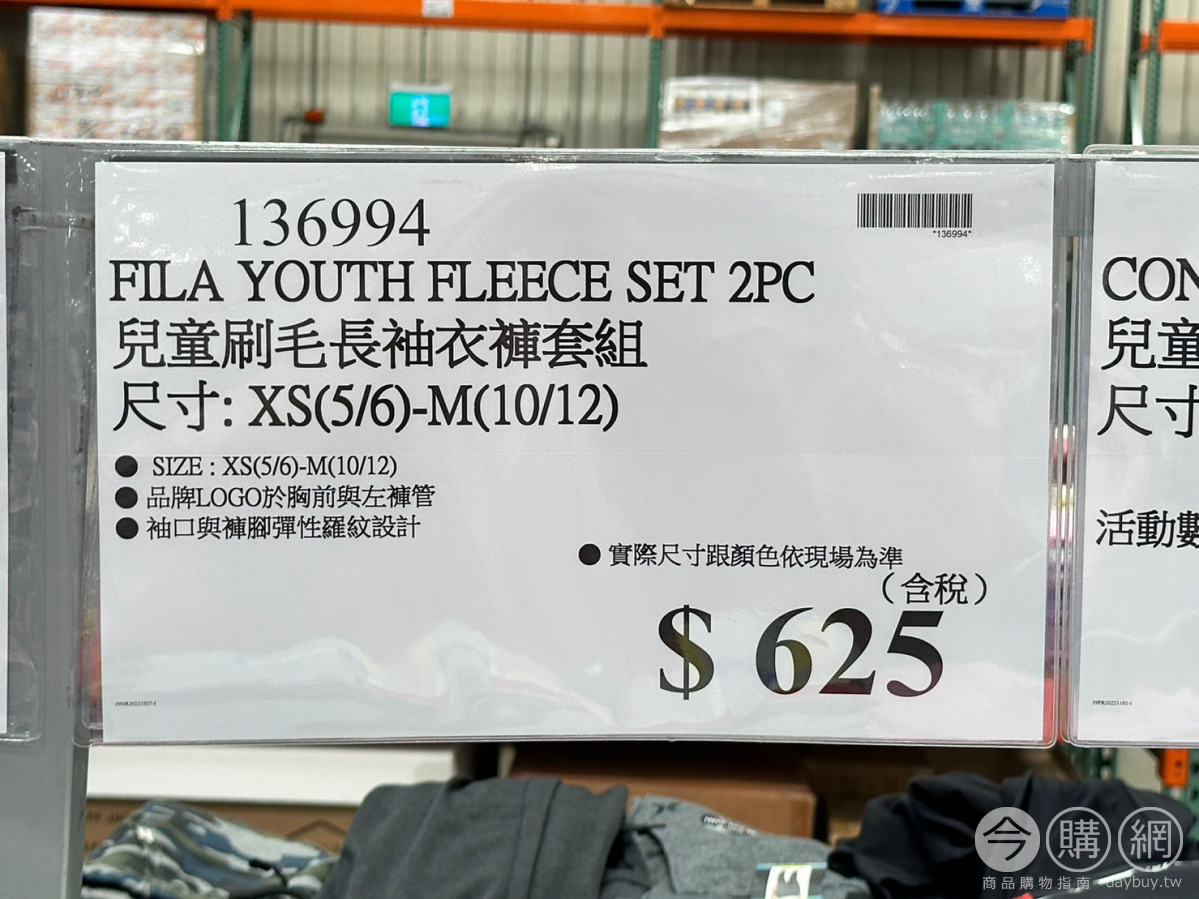 136994
*136994*
FILA YOUTH FLEECE SET 2PC
兒童刷毛長袖衣褲套組
尺寸: XS(5/6)-M(10/12)
● SIZE : XS(5/6)-M(10/12)
● 品牌LOGO於胸前與左褲管
● 袖口與褲腳彈性羅紋設計
● 實際尺寸跟顏色依現場為準
（含稅）
$ 625
CON
兒童
尺寸
活動數
今購網
商品購物指南 daybuy.tw